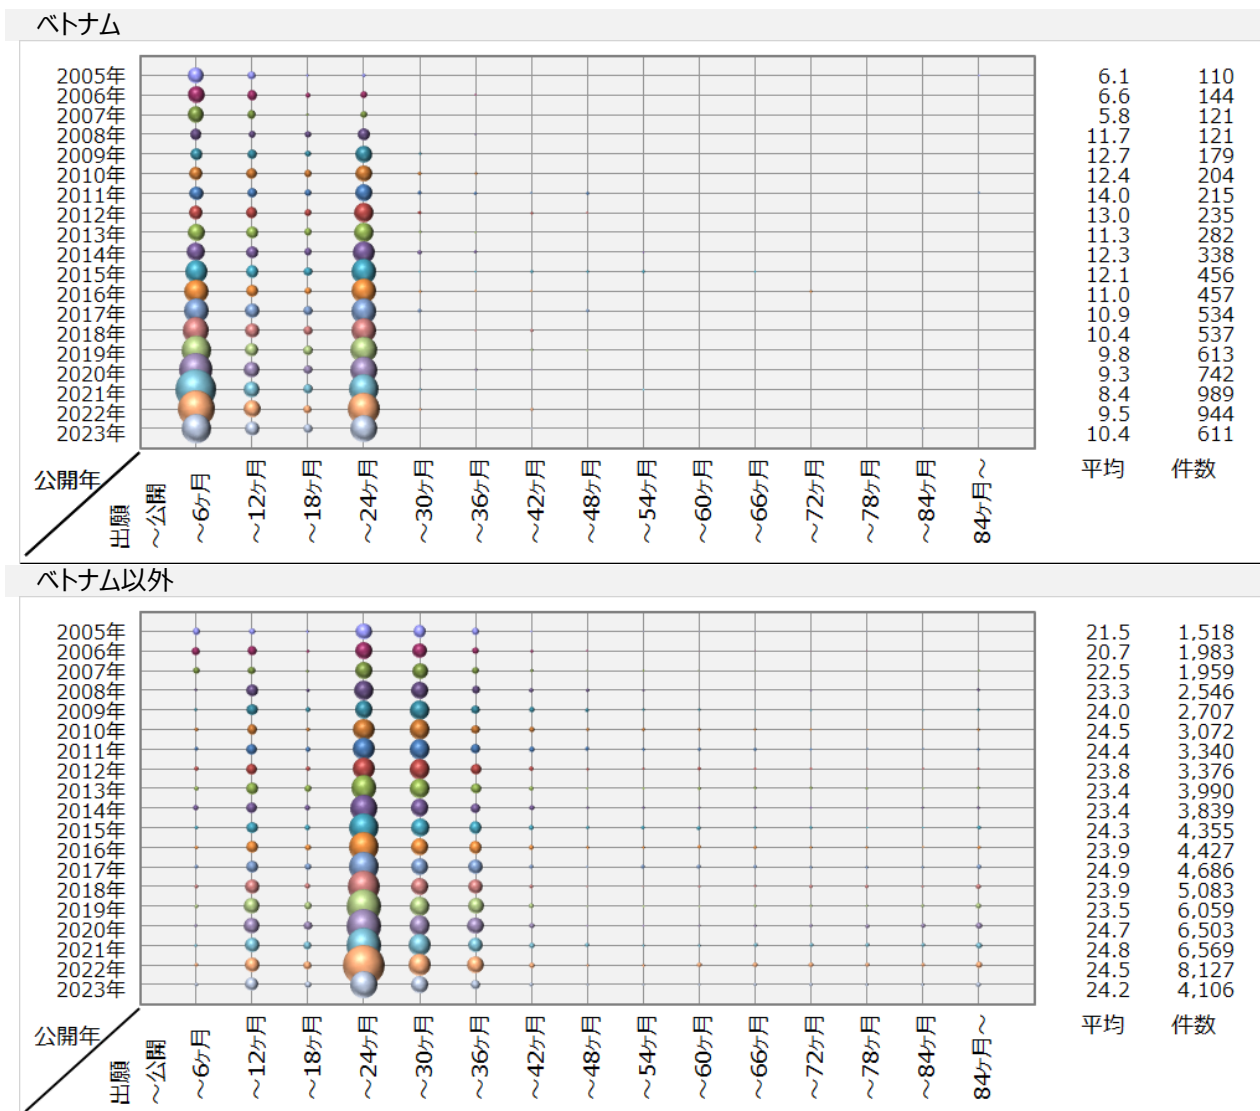 ベトナム
2005年 6.1 110
2006年 6.6 144
2007年 5.8 121
2008年 11.7 121
2009年 12.7 179
2010年 12.4 204
2011年 14.0 215
2012年 13.0 235
2013年 11.3 282
2014年 12.3 338
2015年 12.1 456
2016年 11.0 457
2017年 10.9 534
2018年 10.4 537
2019年 9.8 613
2020年 9.3 742
2021年 8.4 989
2022年 9.5 944
2023年 10.4 611
公開年 出願～公開 ～6ヶ月 ～12ヶ月 ～18ヶ月 ～24ヶ月 ～30ヶ月 ～36ヶ月 ～42ヶ月 ～48ヶ月 ～54ヶ月 ～60ヶ月 ～66ヶ月 ～72ヶ月 ～78ヶ月 ～84ヶ月 84ヶ月～ 平均 件数
ベトナム以外
2005年 21.5 1,518
2006年 20.7 1,983
2007年 22.5 1,959
2008年 23.3 2,546
2009年 24.0 2,707
2010年 24.5 3,072
2011年 24.4 3,340
2012年 23.8 3,376
2013年 23.4 3,990
2014年 23.4 3,839
2015年 24.3 4,355
2016年 23.9 4,427
2017年 24.9 4,686
2018年 23.9 5,083
2019年 23.5 6,059
2020年 24.7 6,503
2021年 24.8 6,569
2022年 24.5 8,127
2023年 24.2 4,106
公開年 出願～公開 ～6ヶ月 ～12ヶ月 ～18ヶ月 ～24ヶ月 ～30ヶ月 ～36ヶ月 ～42ヶ月 ～48ヶ月 ～54ヶ月 ～60ヶ月 ～66ヶ月 ～72ヶ月 ～78ヶ月 ～84ヶ月 84ヶ月～ 平均 件数